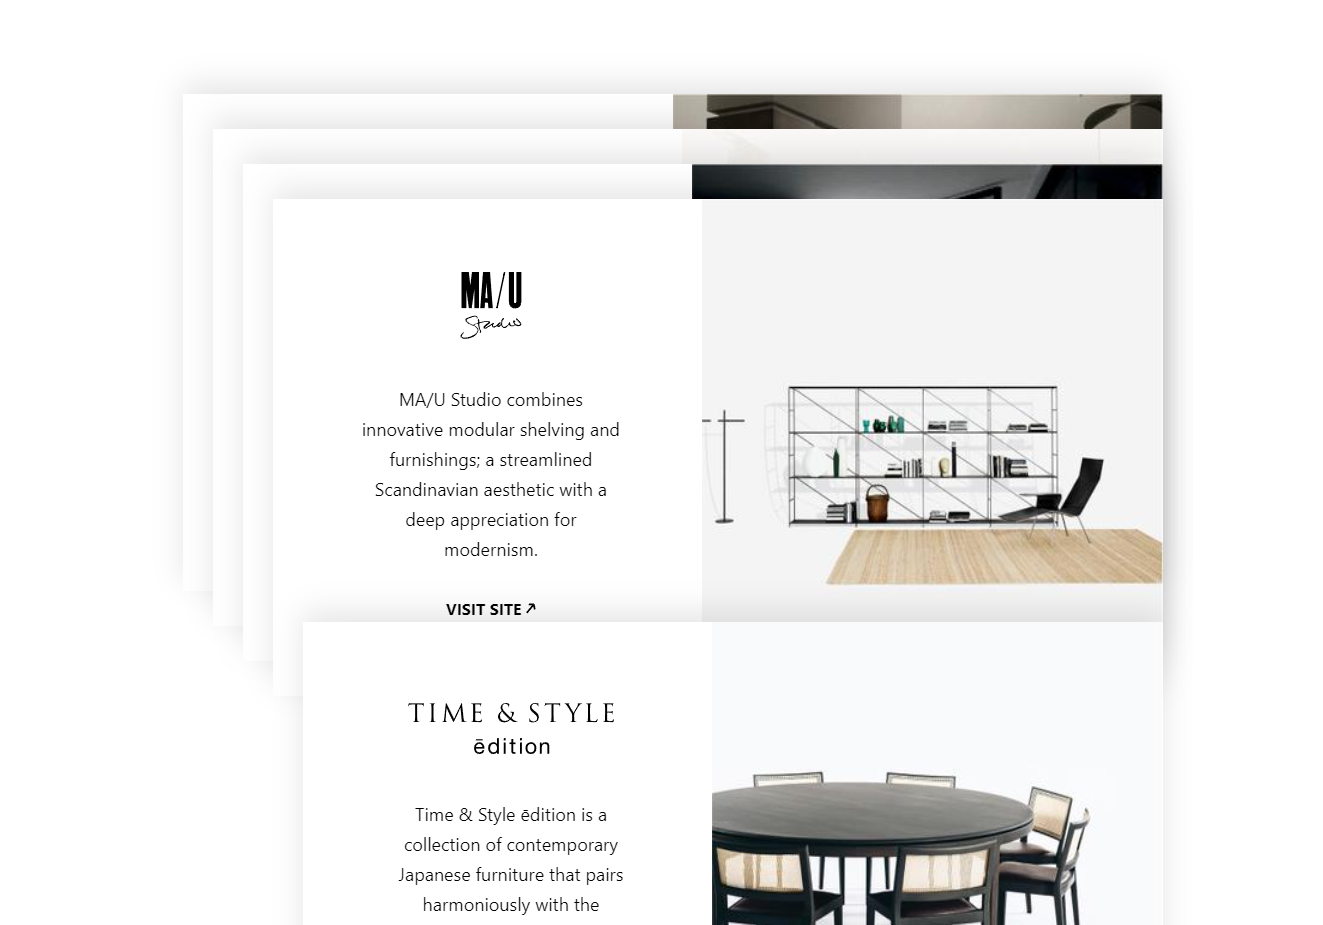 MA/U
Studio
MA/U Studio combines
innovative modular shelving and
furnishings; a streamlined
Scandinavian aesthetic with a
deep appreciation for
modernism.
VISIT SITE
TIME & STYLE
ēdition
Time & Style ēdition is a
collection of contemporary
Japanese furniture that pairs
harmoniously with the